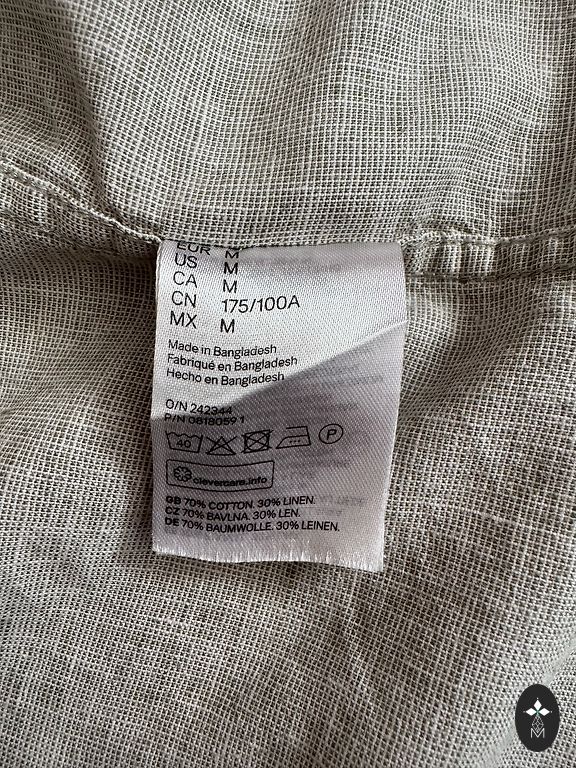 EUR M
US M
CA M
CN 175/100A
MX M
Made in Bangladesh
Fabriqué en Bangladesh
Hecho en Bangladesh
O/N 242344
P/N 0618059 1
40 P
clevercare.info
GB 70% COTTON. 30% LINEN.
CZ 70% BAVLNA. 30% LEN.
DE 70% BAUMWOLLE. 30% LEINEN.
M